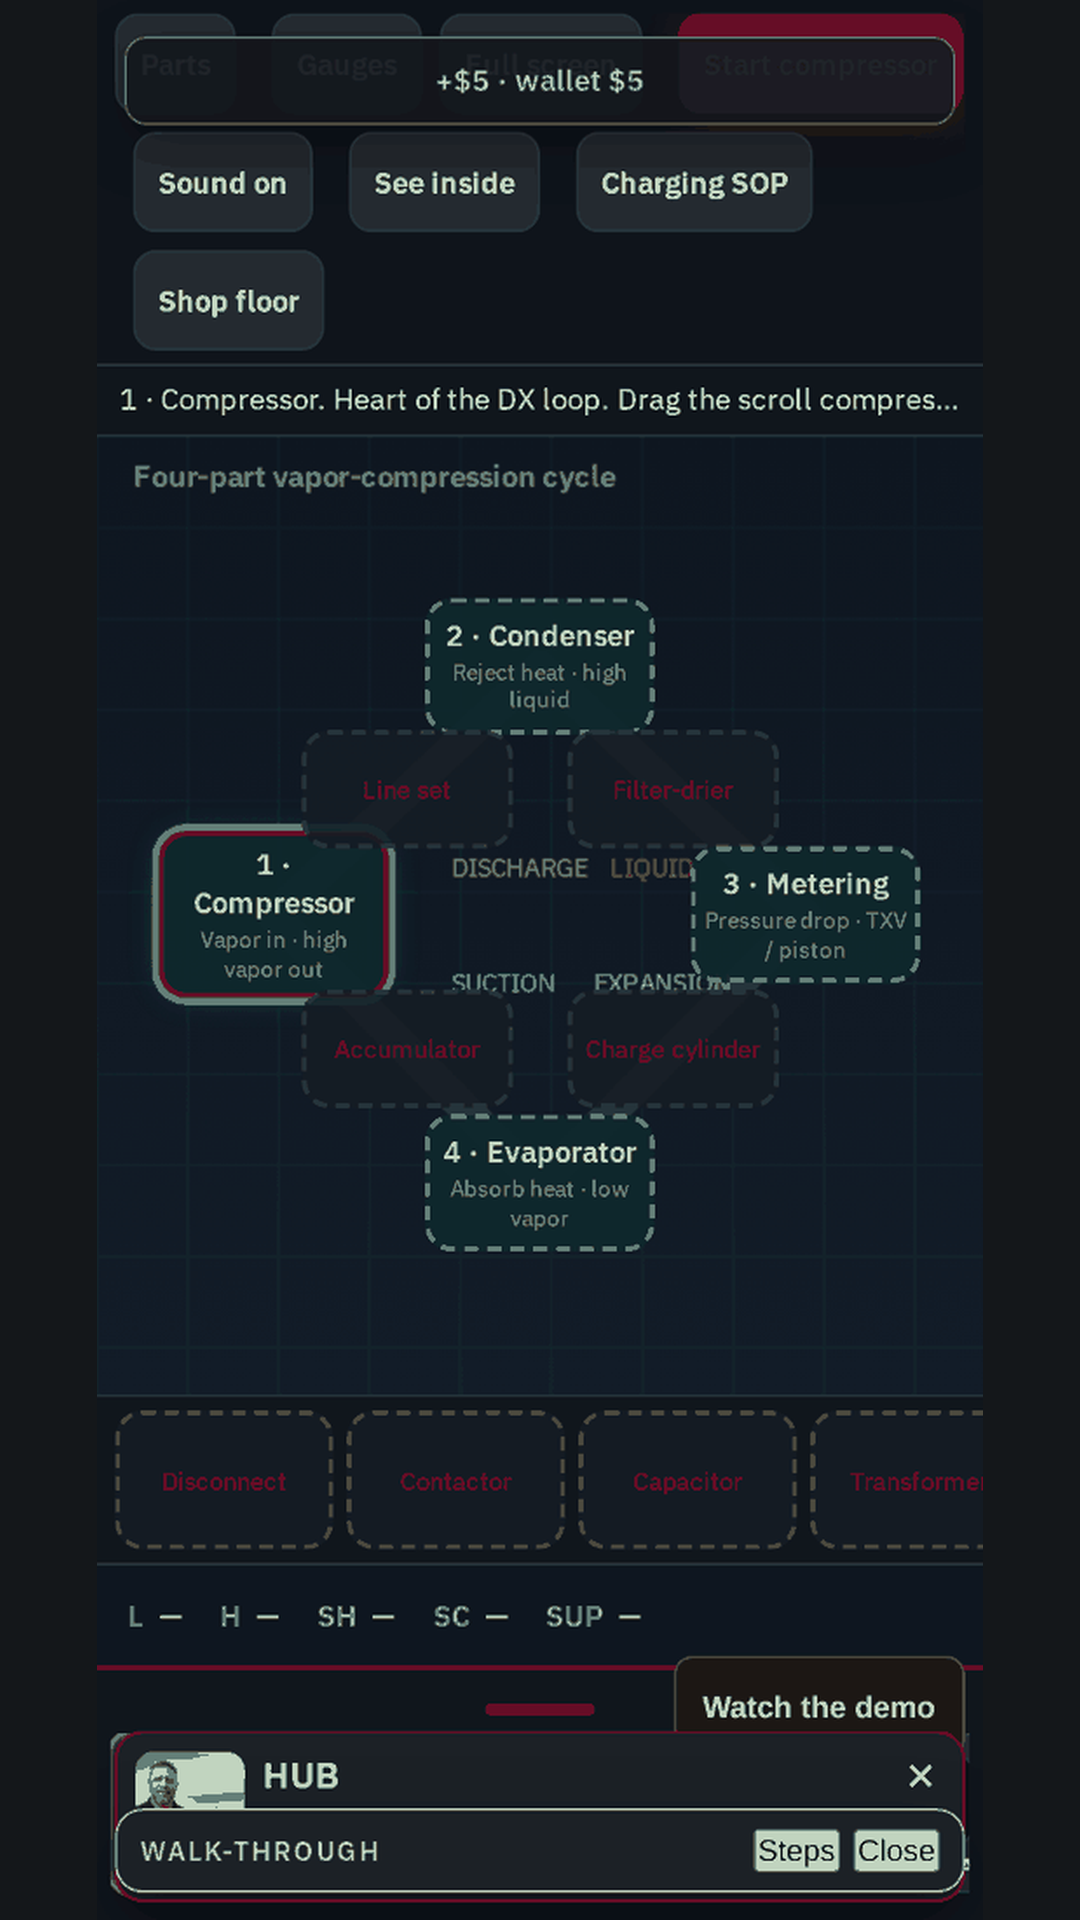 Parts
Gauges
Full screen
Start compressor
+$5 · wallet $5
Sound on
See inside
Charging SOP
Shop floor
1 · Compressor. Heart of the DX loop. Drag the scroll compres...
Four-part vapor-compression cycle
2 · Condenser
Reject heat · high
liquid
Line set
Filter-drier
1 ·
Compressor
Vapor in · high
vapor out
DISCHARGE
LIQUID
3 · Metering
Pressure drop · TXV
/ piston
SUCTION
EXPANSION
Accumulator
Charge cylinder
4 · Evaporator
Absorb heat · low
vapor
Disconnect
Contactor
Capacitor
Transformer
L —
H —
SH —
SC —
SUP —
Watch the demo
HUB
×
WALK-THROUGH
Steps
Close